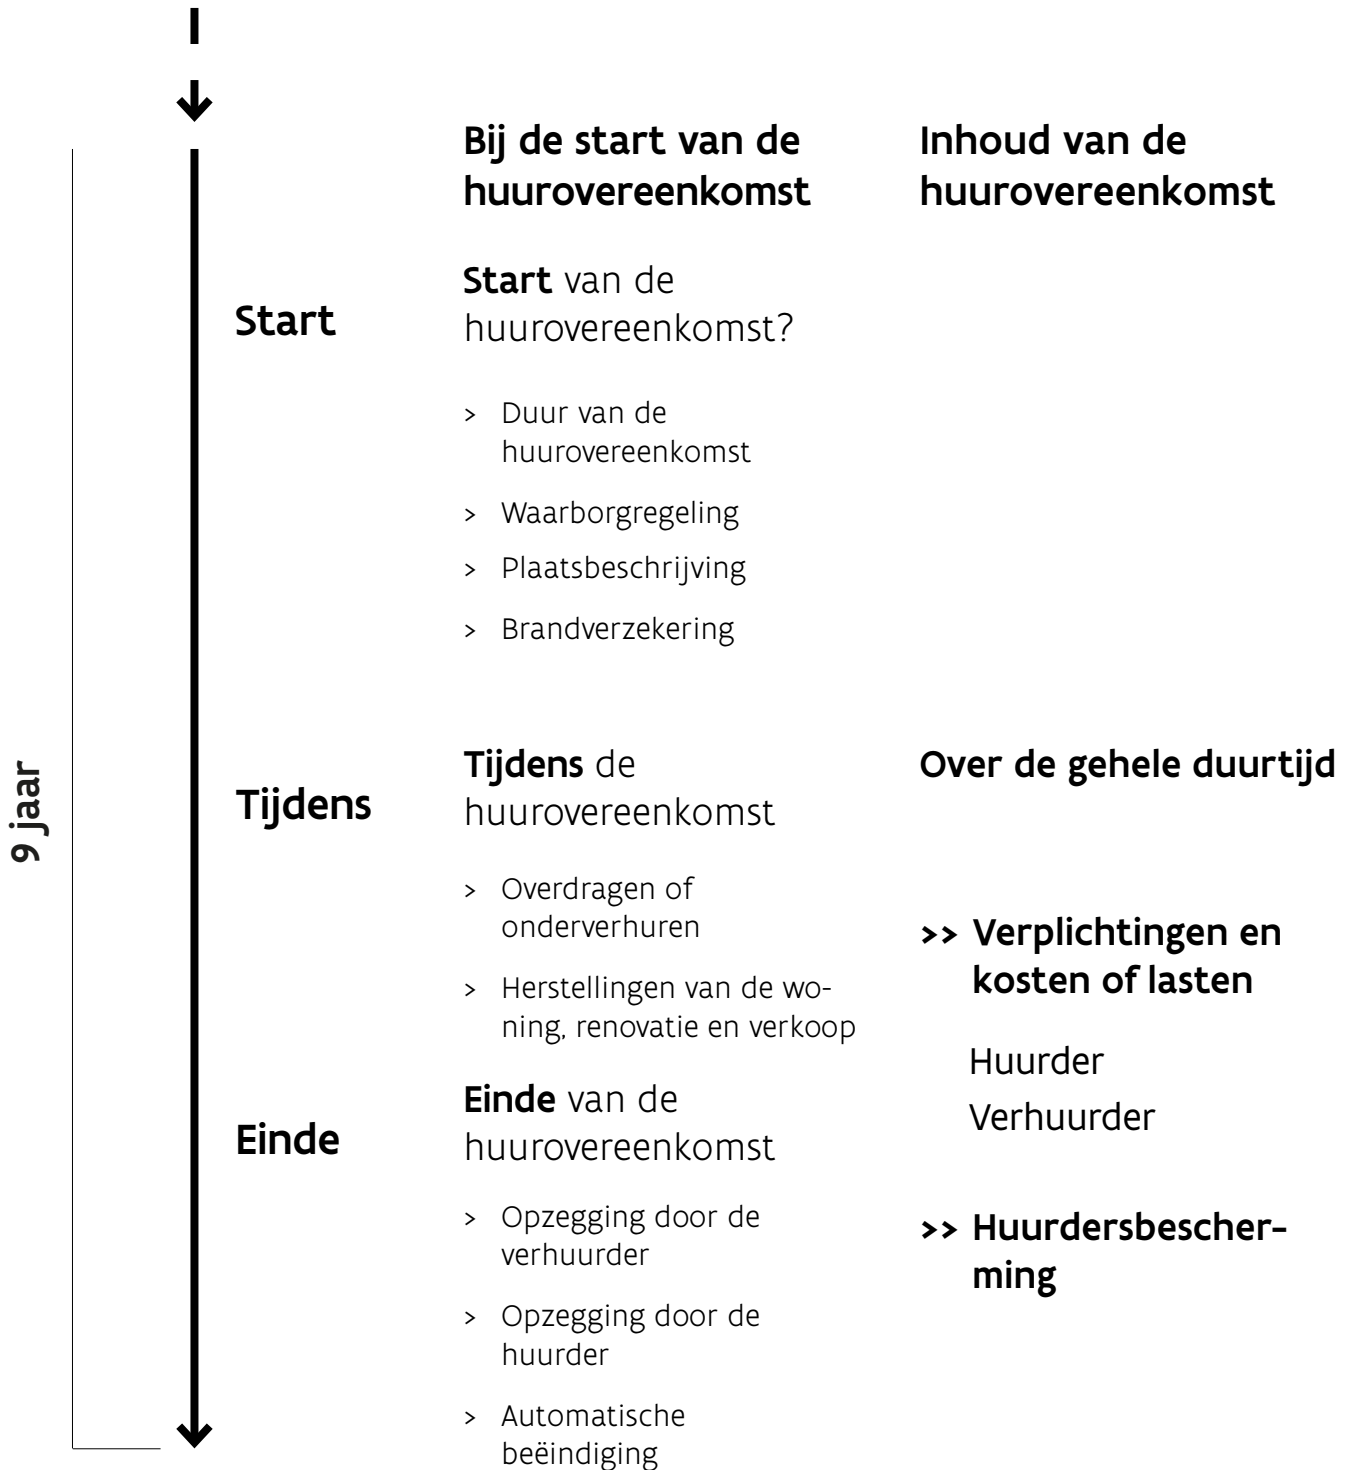 Bij de start van de
huurovereenkomst
Inhoud van de
huurovereenkomst
Start
Start van de
huurovereenkomst?
> Duur van de
huurovereenkomst
> Waarborgregeling
> Plaatsbeschrijving
> Brandverzekering
9 jaar
Tijdens
Tijdens de
huurovereenkomst
> Overdragen of
onderverhuren
> Herstellingen van de wo-
ning, renovatie en verkoop
Over de gehele duurtijd
>> Verplichtingen en
kosten of lasten
Huurder
Verhuurder
>> Huurdersbescher-
ming
Einde
Einde van de
huurovereenkomst
> Opzegging door de
verhuurder
> Opzegging door de
huurder
> Automatische
beëindiging